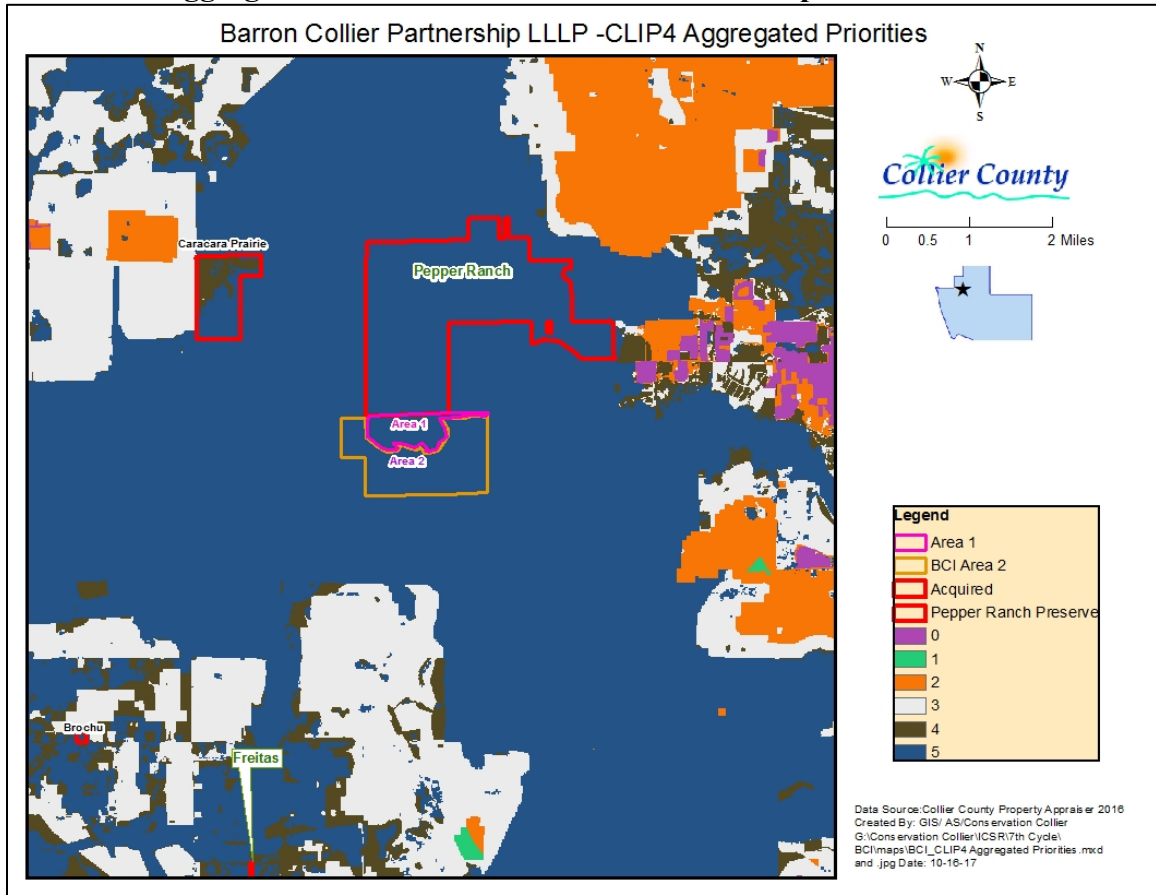 Barron Collier Partnership LLLP -CLIP4 Aggregated Priorities
N
W
E
S
Collier County
0 0.5 1 2 Miles
Caracara Prairie
Pepper Ranch
Area 1
Area 2
Brochu
Freitas
Legend
Area 1
BCI Area 2
Acquired
Pepper Ranch Preserve
0
1
2
3
4
5
Data Source:Collier County Property Appraiser 2016
Created By: GIS/ AS/Conservation Collier
G:\Conservation Collier\ICSR\7th Cycle\
BCI\maps\BCI_CLIP4 Aggregated Priorities.mxd
and .jpg Date: 10-16-17